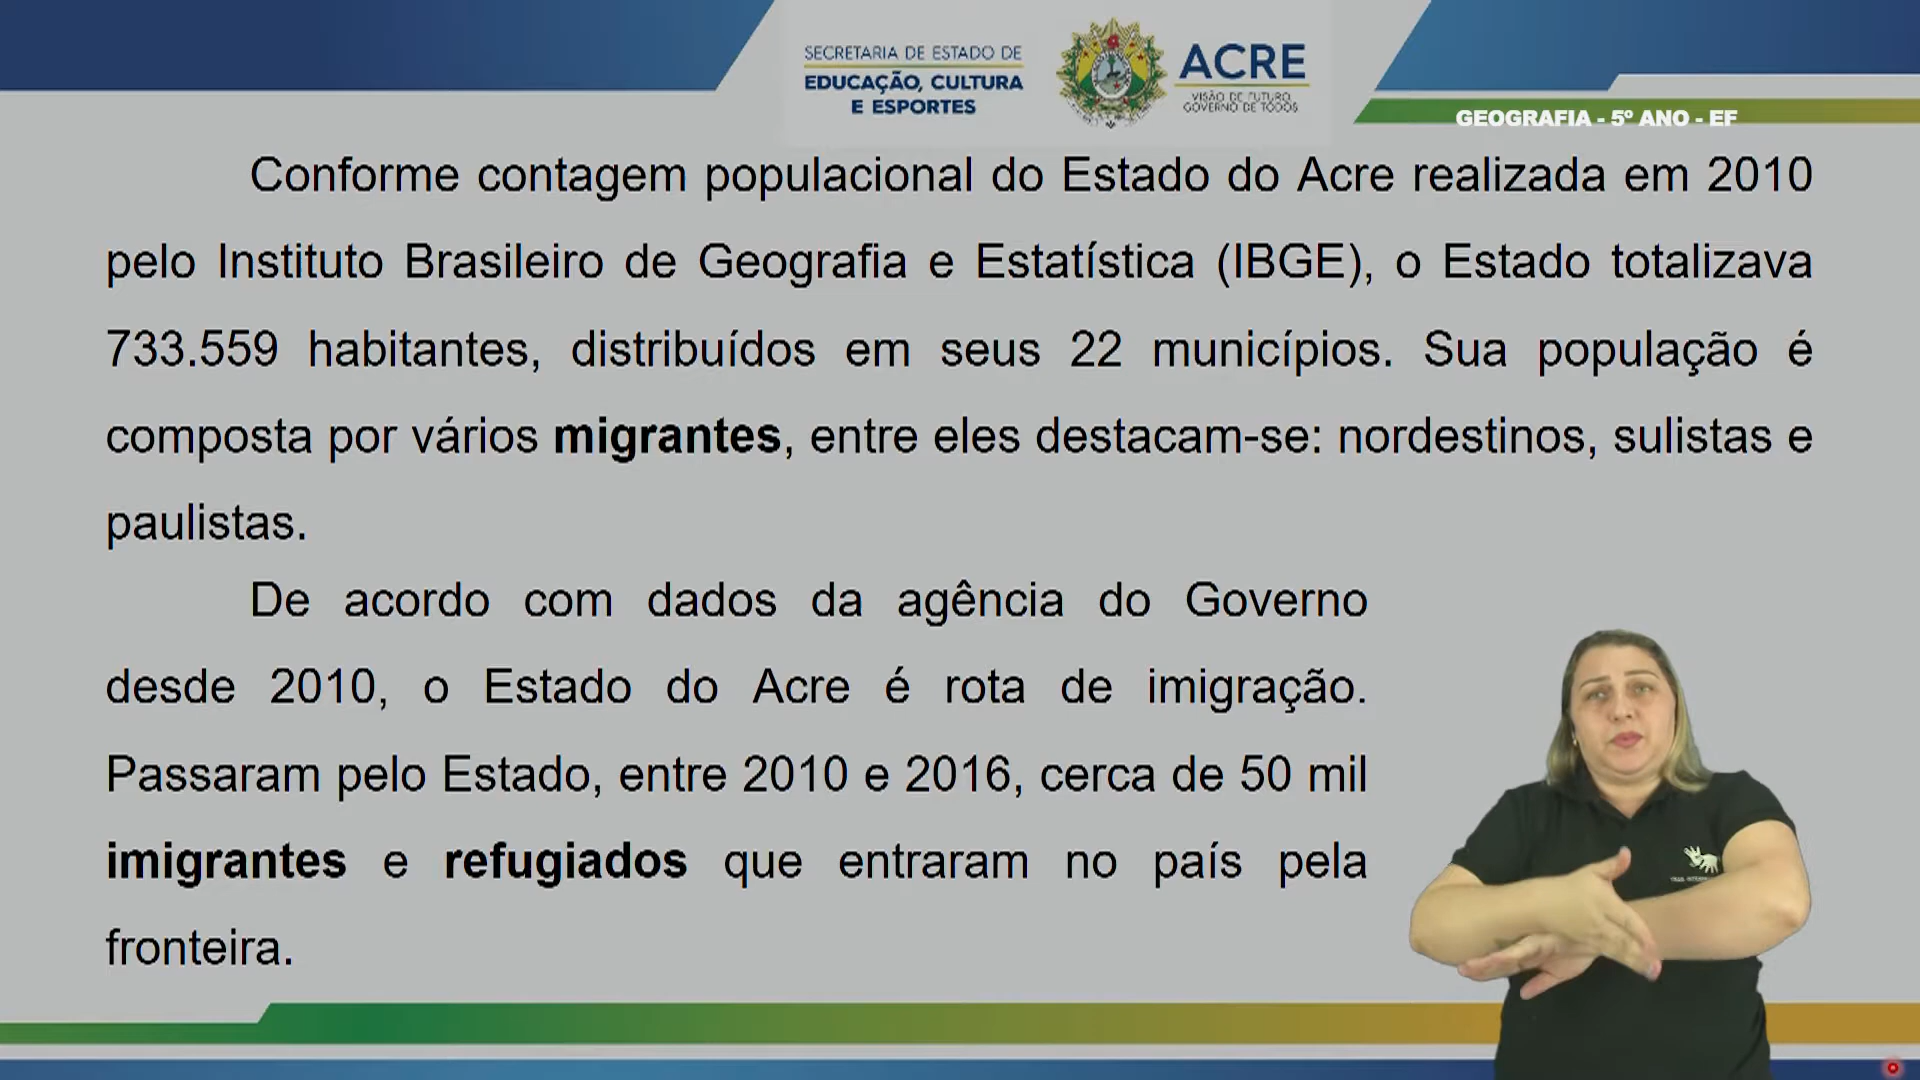 SECRETARIA DE ESTADO DE
EDUCAÇÃO, CULTURA
E ESPORTES
ACRE
VISÃO DE FUTURO,
GOVERNO DE TODOS
GEOGRAFIA - 5º ANO - EF
Conforme contagem populacional do Estado do Acre realizada em 2010
pelo Instituto Brasileiro de Geografia e Estatística (IBGE), o Estado totalizava
733.559 habitantes, distribuídos em seus 22 municípios. Sua população é
composta por vários migrantes, entre eles destacam-se: nordestinos, sulistas e
paulistas.
De acordo com dados da agência do Governo
desde 2010, o Estado do Acre é rota de imigração.
Passaram pelo Estado, entre 2010 e 2016, cerca de 50 mil
imigrantes e refugiados que entraram no país pela
fronteira.